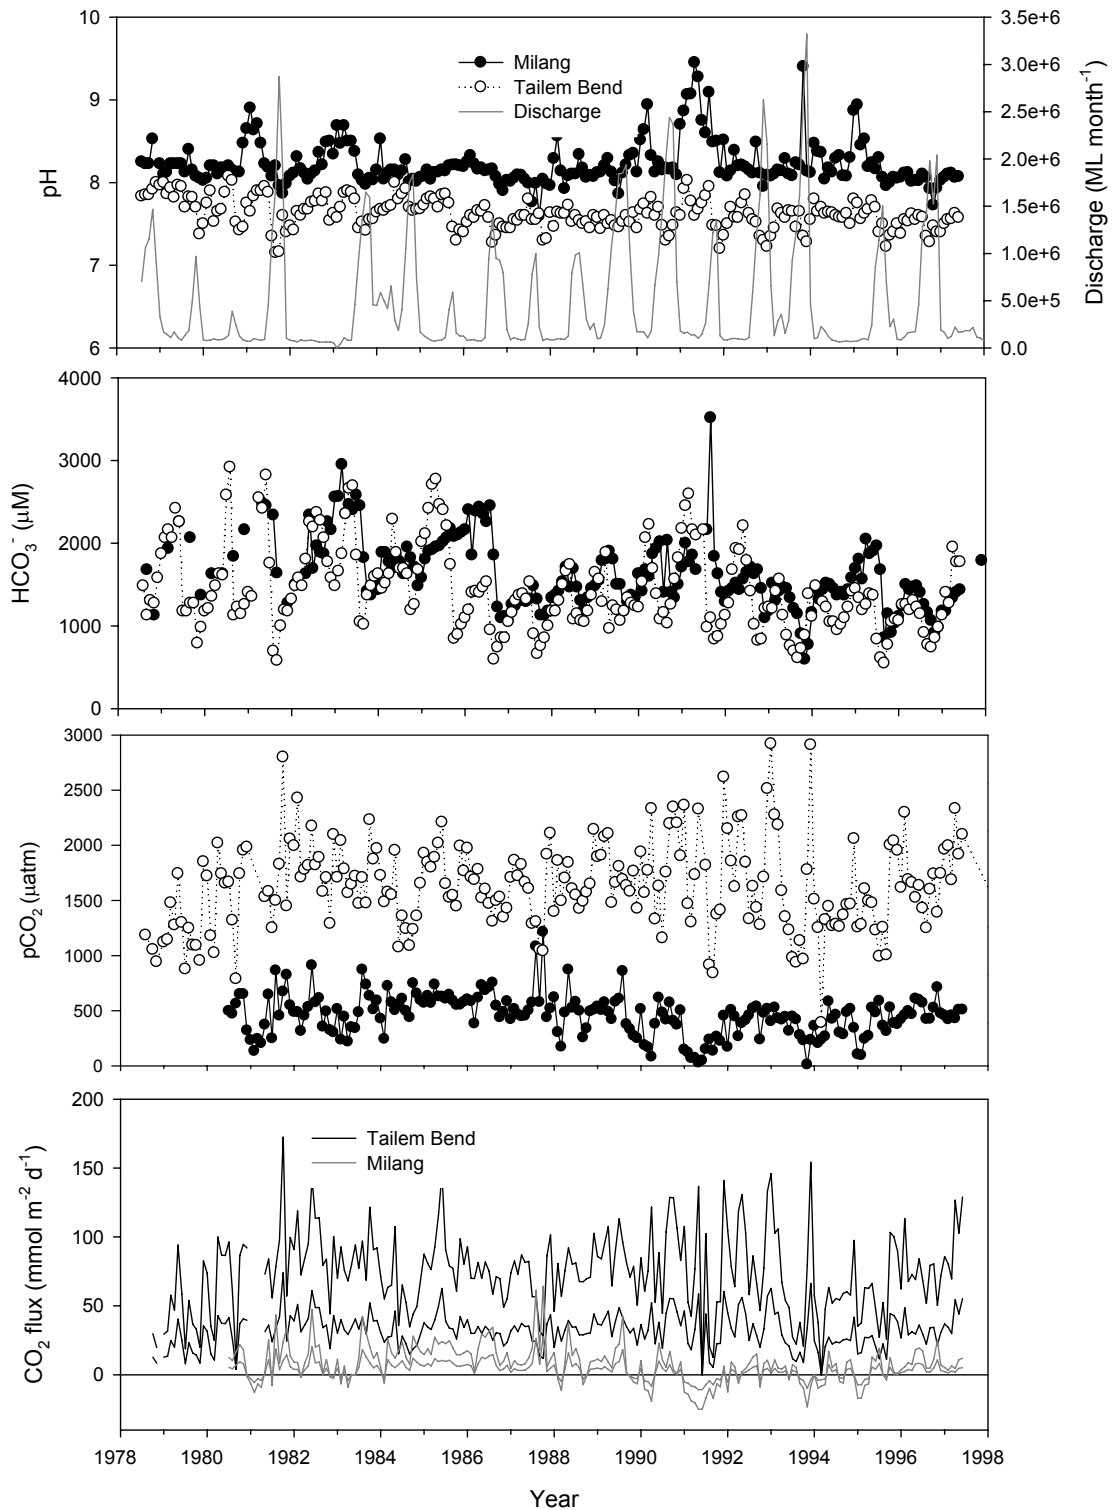 10
9
8
7
6
pH
Milang
Tailem Bend
Discharge
3.5e+6
3.0e+6
2.5e+6
2.0e+6
1.5e+6
1.0e+6
5.0e+5
0.0
Discharge (ML month⁻¹)
4000
3000
2000
1000
0
HCO₃⁻ (μM)
3000
2500
2000
1500
1000
500
0
pCO₂ (μatm)
200
150
100
50
0
CO₂ flux (mmol m⁻² d⁻¹)
Tailem Bend
Milang
1978 1980 1982 1984 1986 1988 1990 1992 1994 1996 1998
Year